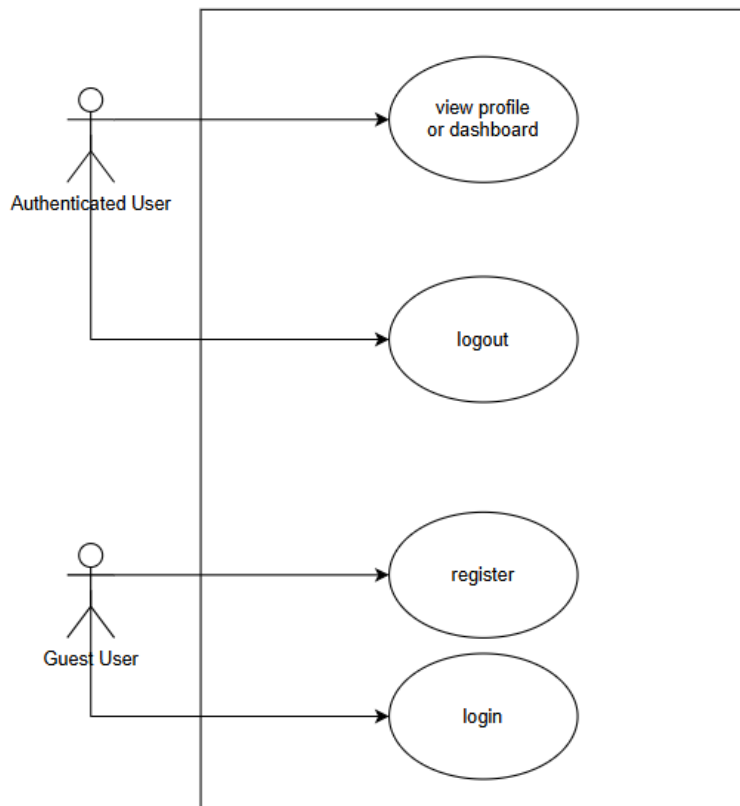 view profile
or dashboard
Authenticated User
logout
register
Guest User
login